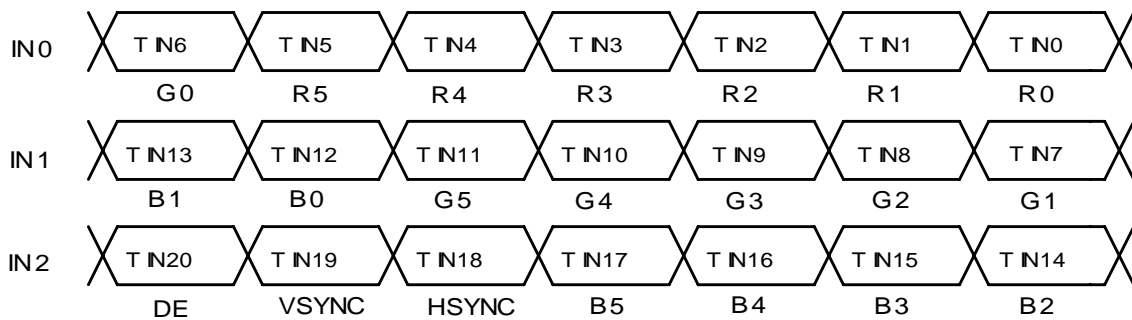 IN0 TIN6 TIN5 TIN4 TIN3 TIN2 TIN1 TIN0
G0 R5 R4 R3 R2 R1 R0
IN1 TIN13 TIN12 TIN11 TIN10 TIN9 TIN8 TIN7
B1 B0 G5 G4 G3 G2 G1
IN2 TIN20 TIN19 TIN18 TIN17 TIN16 TIN15 TIN14
DE VSYNC HSYNC B5 B4 B3 B2